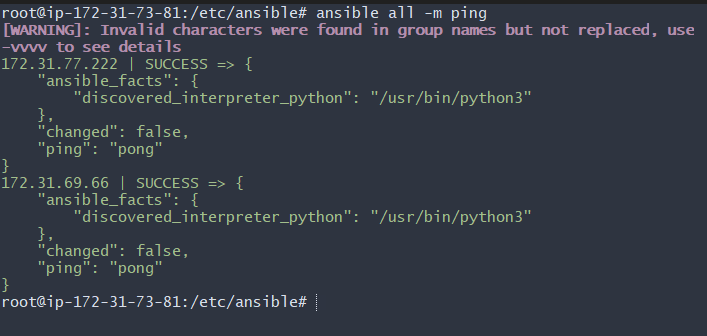 root@ip-172-31-73-81:/etc/ansible# ansible all -m ping
[WARNING]: Invalid characters were found in group names but not replaced, use
-vvvv to see details
172.31.77.222 | SUCCESS => {
    "ansible_facts": {
        "discovered_interpreter_python": "/usr/bin/python3"
    },
    "changed": false,
    "ping": "pong"
}
172.31.69.66 | SUCCESS => {
    "ansible_facts": {
        "discovered_interpreter_python": "/usr/bin/python3"
    },
    "changed": false,
    "ping": "pong"
}
root@ip-172-31-73-81:/etc/ansible#